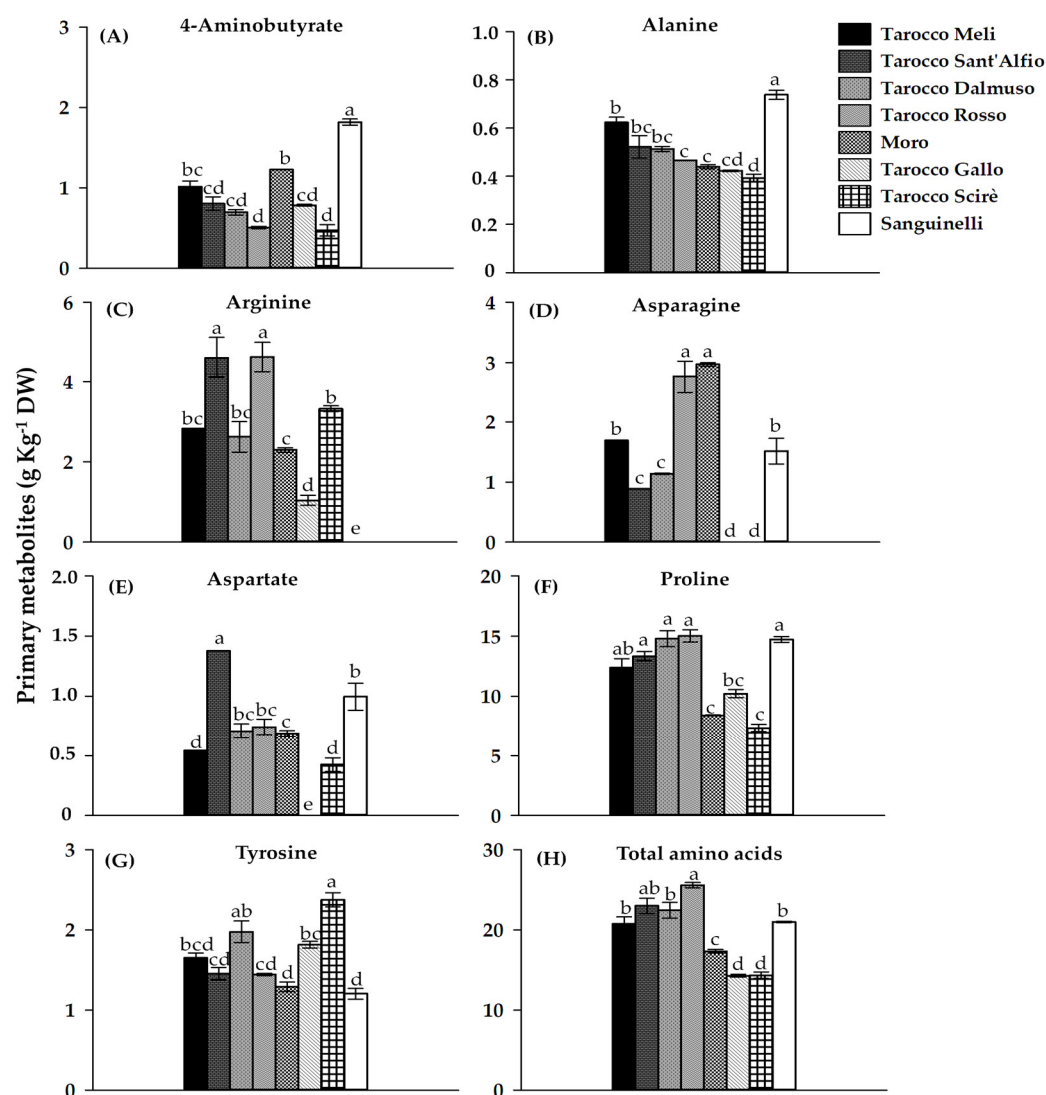 (A)
4-Aminobutyrate
3
2
1
0
bc
cd
cd
d
b
cd
d
a
(B)
Alanine
1.0
0.8
0.6
0.4
0.2
0.0
b
bc
bc
c
c
cd
d
a
Tarocco Meli
Tarocco Sant'Alfio
Tarocco Dalmuso
Tarocco Rosso
Moro
Tarocco Gallo
Tarocco Scirè
Sanguinelli
Primary metabolites (g Kg⁻¹ DW)
(C)
Arginine
6
4
2
0
bc
a
bc
a
c
d
b
e
(D)
Asparagine
4
3
2
1
0
b
c
c
a
a
d
d
b
(E)
Aspartate
2.0
1.5
1.0
0.5
0
d
a
bc
bc
c
e
d
b
(F)
Proline
20
15
10
5
0
ab
a
a
a
c
bc
c
a
(G)
Tyrosine
3
2
1
0
bcd
cd
ab
cd
d
bc
a
d
(H)
Total amino acids
30
20
10
0
b
ab
b
a
c
d
d
b